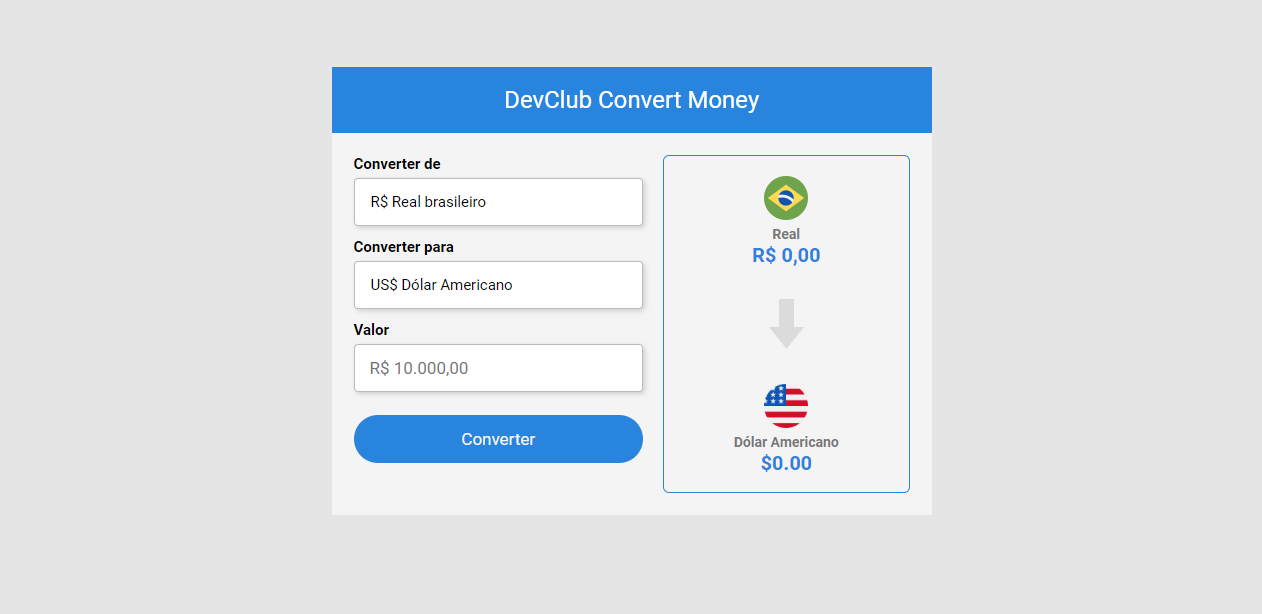 DevClub Convert Money
Converter de
R$ Real brasileiro
Converter para
US$ Dólar Americano
Valor
R$ 10.000,00
Converter
Real
R$ 0,00
Dólar Americano
$0.00